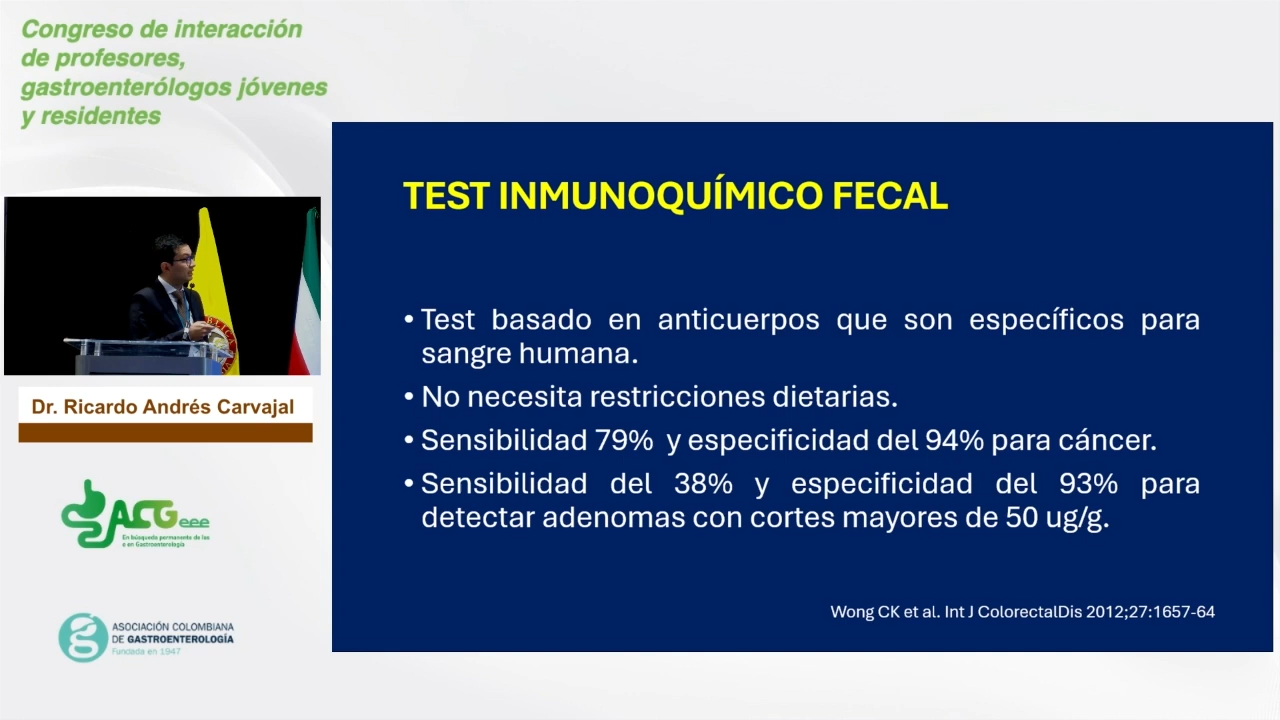 Congreso de interacción
de profesores,
gastroenterólogos jóvenes
y residentes
TEST INMUNOQUÍMICO FECAL
• Test basado en anticuerpos que son específicos para
sangre humana.
• No necesita restricciones dietarias.
• Sensibilidad 79% y especificidad del 94% para cáncer.
• Sensibilidad del 38% y especificidad del 93% para
detectar adenomas con cortes mayores de 50 ug/g.
Wong CK et al. Int J ColorectalDis 2012;27:1657-64
Dr. Ricardo Andrés Carvajal
ACGeee
En búsqueda permanente de las
e en Gastroenterología
ASOCIACIÓN COLOMBIANA
DE GASTROENTEROLOGÍA
Fundada en 1947